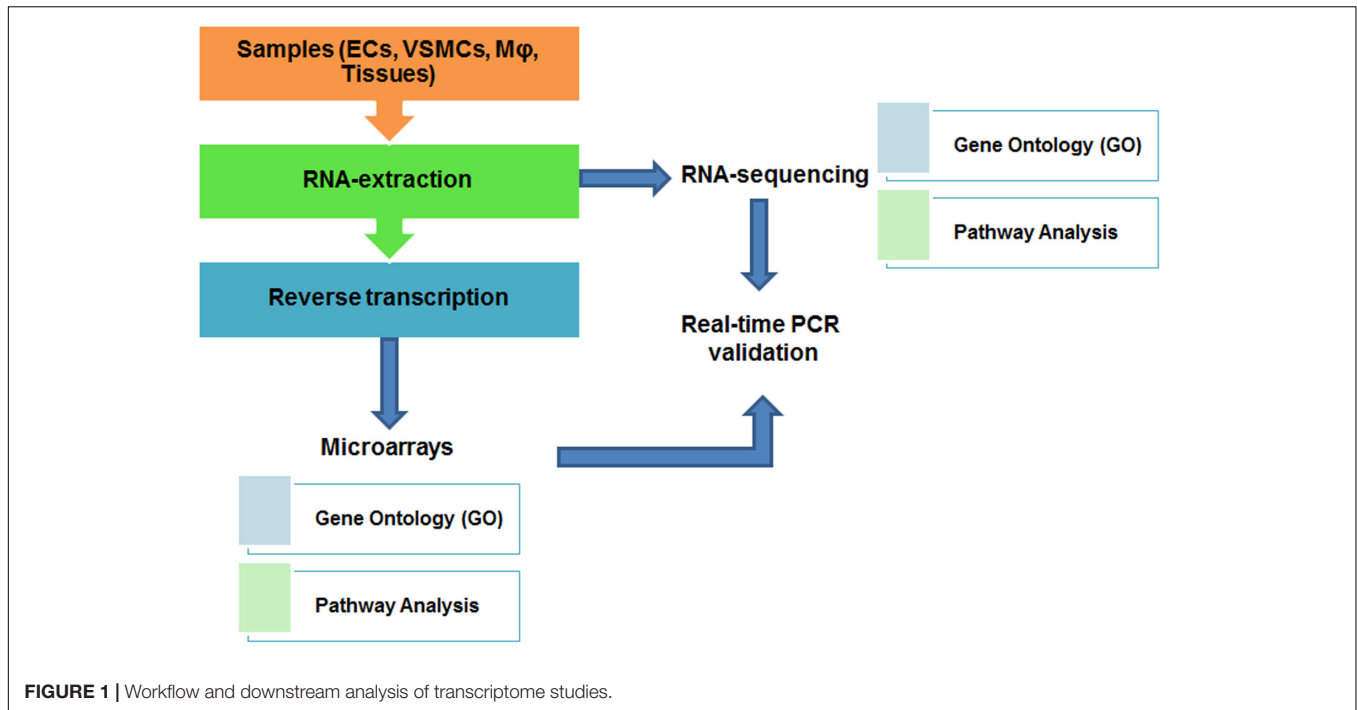 Samples (ECs, VSMCs, Mφ,
Tissues)
RNA-extraction
RNA-sequencing
Gene Ontology (GO)
Pathway Analysis
Reverse transcription
Real-time PCR
validation
Microarrays
Gene Ontology (GO)
Pathway Analysis
FIGURE 1 | Workflow and downstream analysis of transcriptome studies.